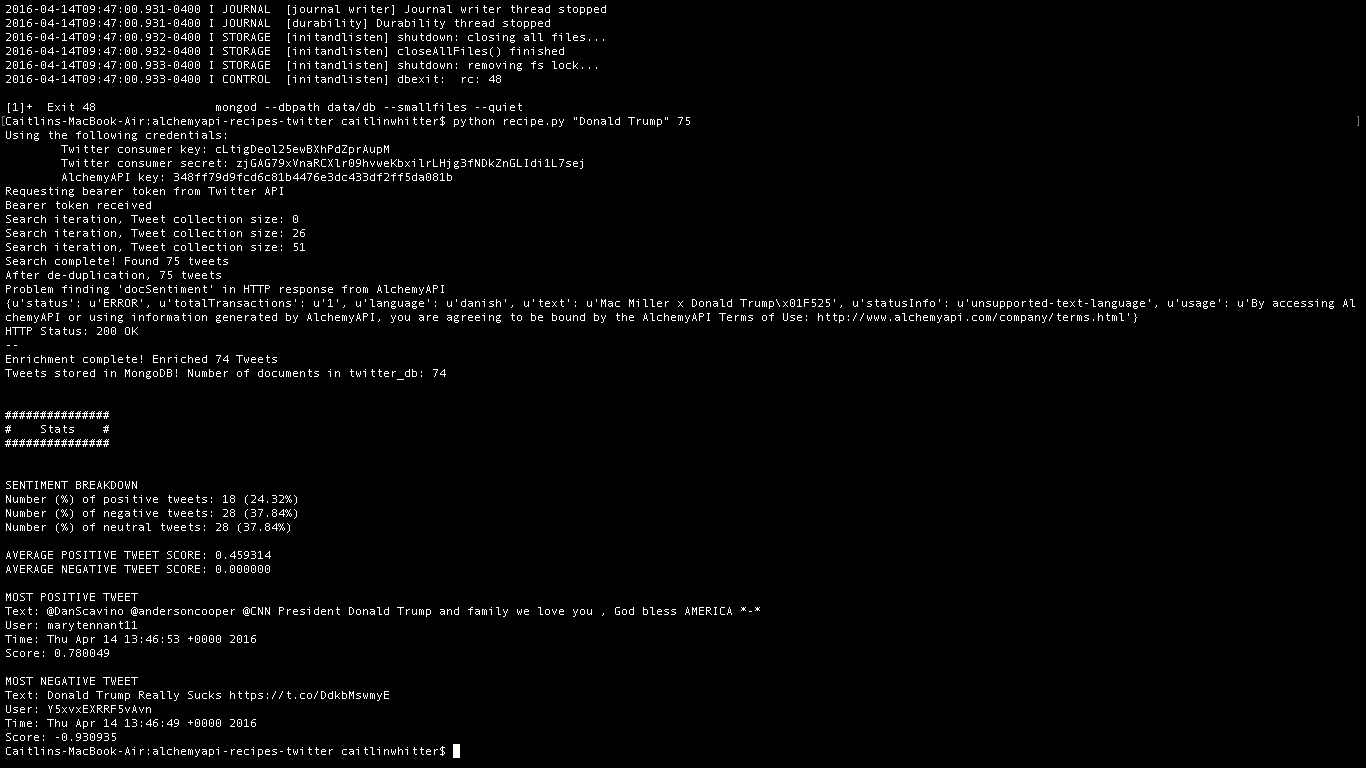 2016-04-14T09:47:00.931-0400 I JOURNAL  [journal writer] Journal writer thread stopped
2016-04-14T09:47:00.931-0400 I JOURNAL  [durability] Durability thread stopped
2016-04-14T09:47:00.932-0400 I STORAGE  [initandlisten] shutdown: closing all files...
2016-04-14T09:47:00.932-0400 I STORAGE  [initandlisten] closeAllFiles() finished
2016-04-14T09:47:00.933-0400 I STORAGE  [initandlisten] shutdown: removing fs lock...
2016-04-14T09:47:00.933-0400 I CONTROL  [initandlisten] dbexit:  rc: 48
[1]+  Exit 48                 mongod --dbpath data/db --smallfiles --quiet
[Caitlins-MacBook-Air:alchemyapi-recipes-twitter caitlinwhitter$ python recipe.py "Donald Trump" 75 ]
Using the following credentials:
        Twitter consumer key: cLtigDeol25ewBXhPdZprAupM
        Twitter consumer secret: zjGAG79xVnaRCXlr09hvweKbxilrLHjg3fNDkZnGLIdi1L7sej
        AlchemyAPI key: 348ff79d9fcd6c81b4476e3dc433df2ff5da081b
Requesting bearer token from Twitter API
Bearer token received
Search iteration, Tweet collection size: 0
Search iteration, Tweet collection size: 26
Search iteration, Tweet collection size: 51
Search complete! Found 75 tweets
After de-duplication, 75 tweets
Problem finding 'docSentiment' in HTTP response from AlchemyAPI
{u'status': u'ERROR', u'totalTransactions': u'1', u'language': u'danish', u'text': u'Mac Miller x Donald Trump\x01F525', u'statusInfo': u'unsupported-text-language', u'usage': u'By accessing Al
chemyAPI or using information generated by AlchemyAPI, you are agreeing to be bound by the AlchemyAPI Terms of Use: http://www.alchemyapi.com/company/terms.html'}
HTTP Status: 200 OK
--
Enrichment complete! Enriched 74 Tweets
Tweets stored in MongoDB! Number of documents in twitter_db: 74
###############
#    Stats    #
###############
SENTIMENT BREAKDOWN
Number (%) of positive tweets: 18 (24.32%)
Number (%) of negative tweets: 28 (37.84%)
Number (%) of neutral tweets: 28 (37.84%)
AVERAGE POSITIVE TWEET SCORE: 0.459314
AVERAGE NEGATIVE TWEET SCORE: 0.000000
MOST POSITIVE TWEET
Text: @DanScavino @andersoncooper @CNN President Donald Trump and family we love you , God bless AMERICA *-*
User: marytennant11
Time: Thu Apr 14 13:46:53 +0000 2016
Score: 0.780049
MOST NEGATIVE TWEET
Text: Donald Trump Really Sucks https://t.co/DdkbMswmyE
User: Y5xvxEXRRF5vAvn
Time: Thu Apr 14 13:46:49 +0000 2016
Score: -0.930935
Caitlins-MacBook-Air:alchemyapi-recipes-twitter caitlinwhitter$